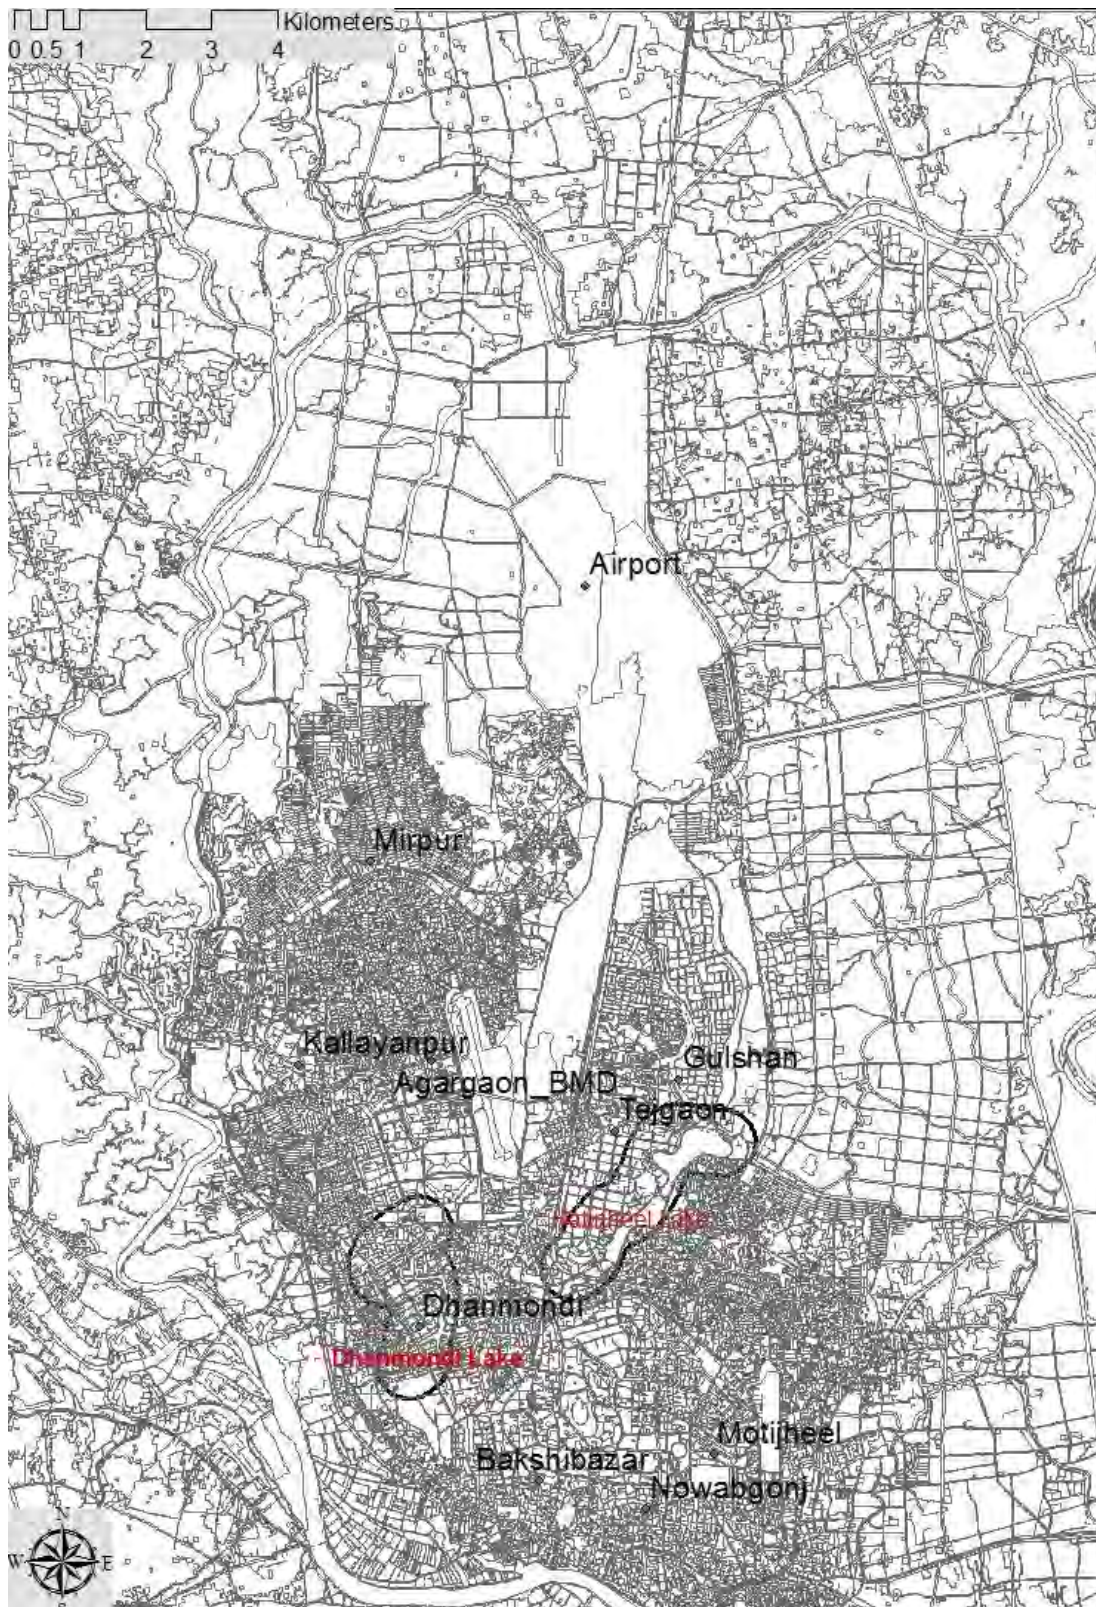 Kilometers
0 0.5 1 2 3 4
Airport
Mirpur
Kallayanpur
Gulshan
Agargaon_BMD
Tejgaon
Lake
Dhanmondi
Dhanmondi Lake
Motijheel
Bakshibazar
Nowabgonj
N
W E